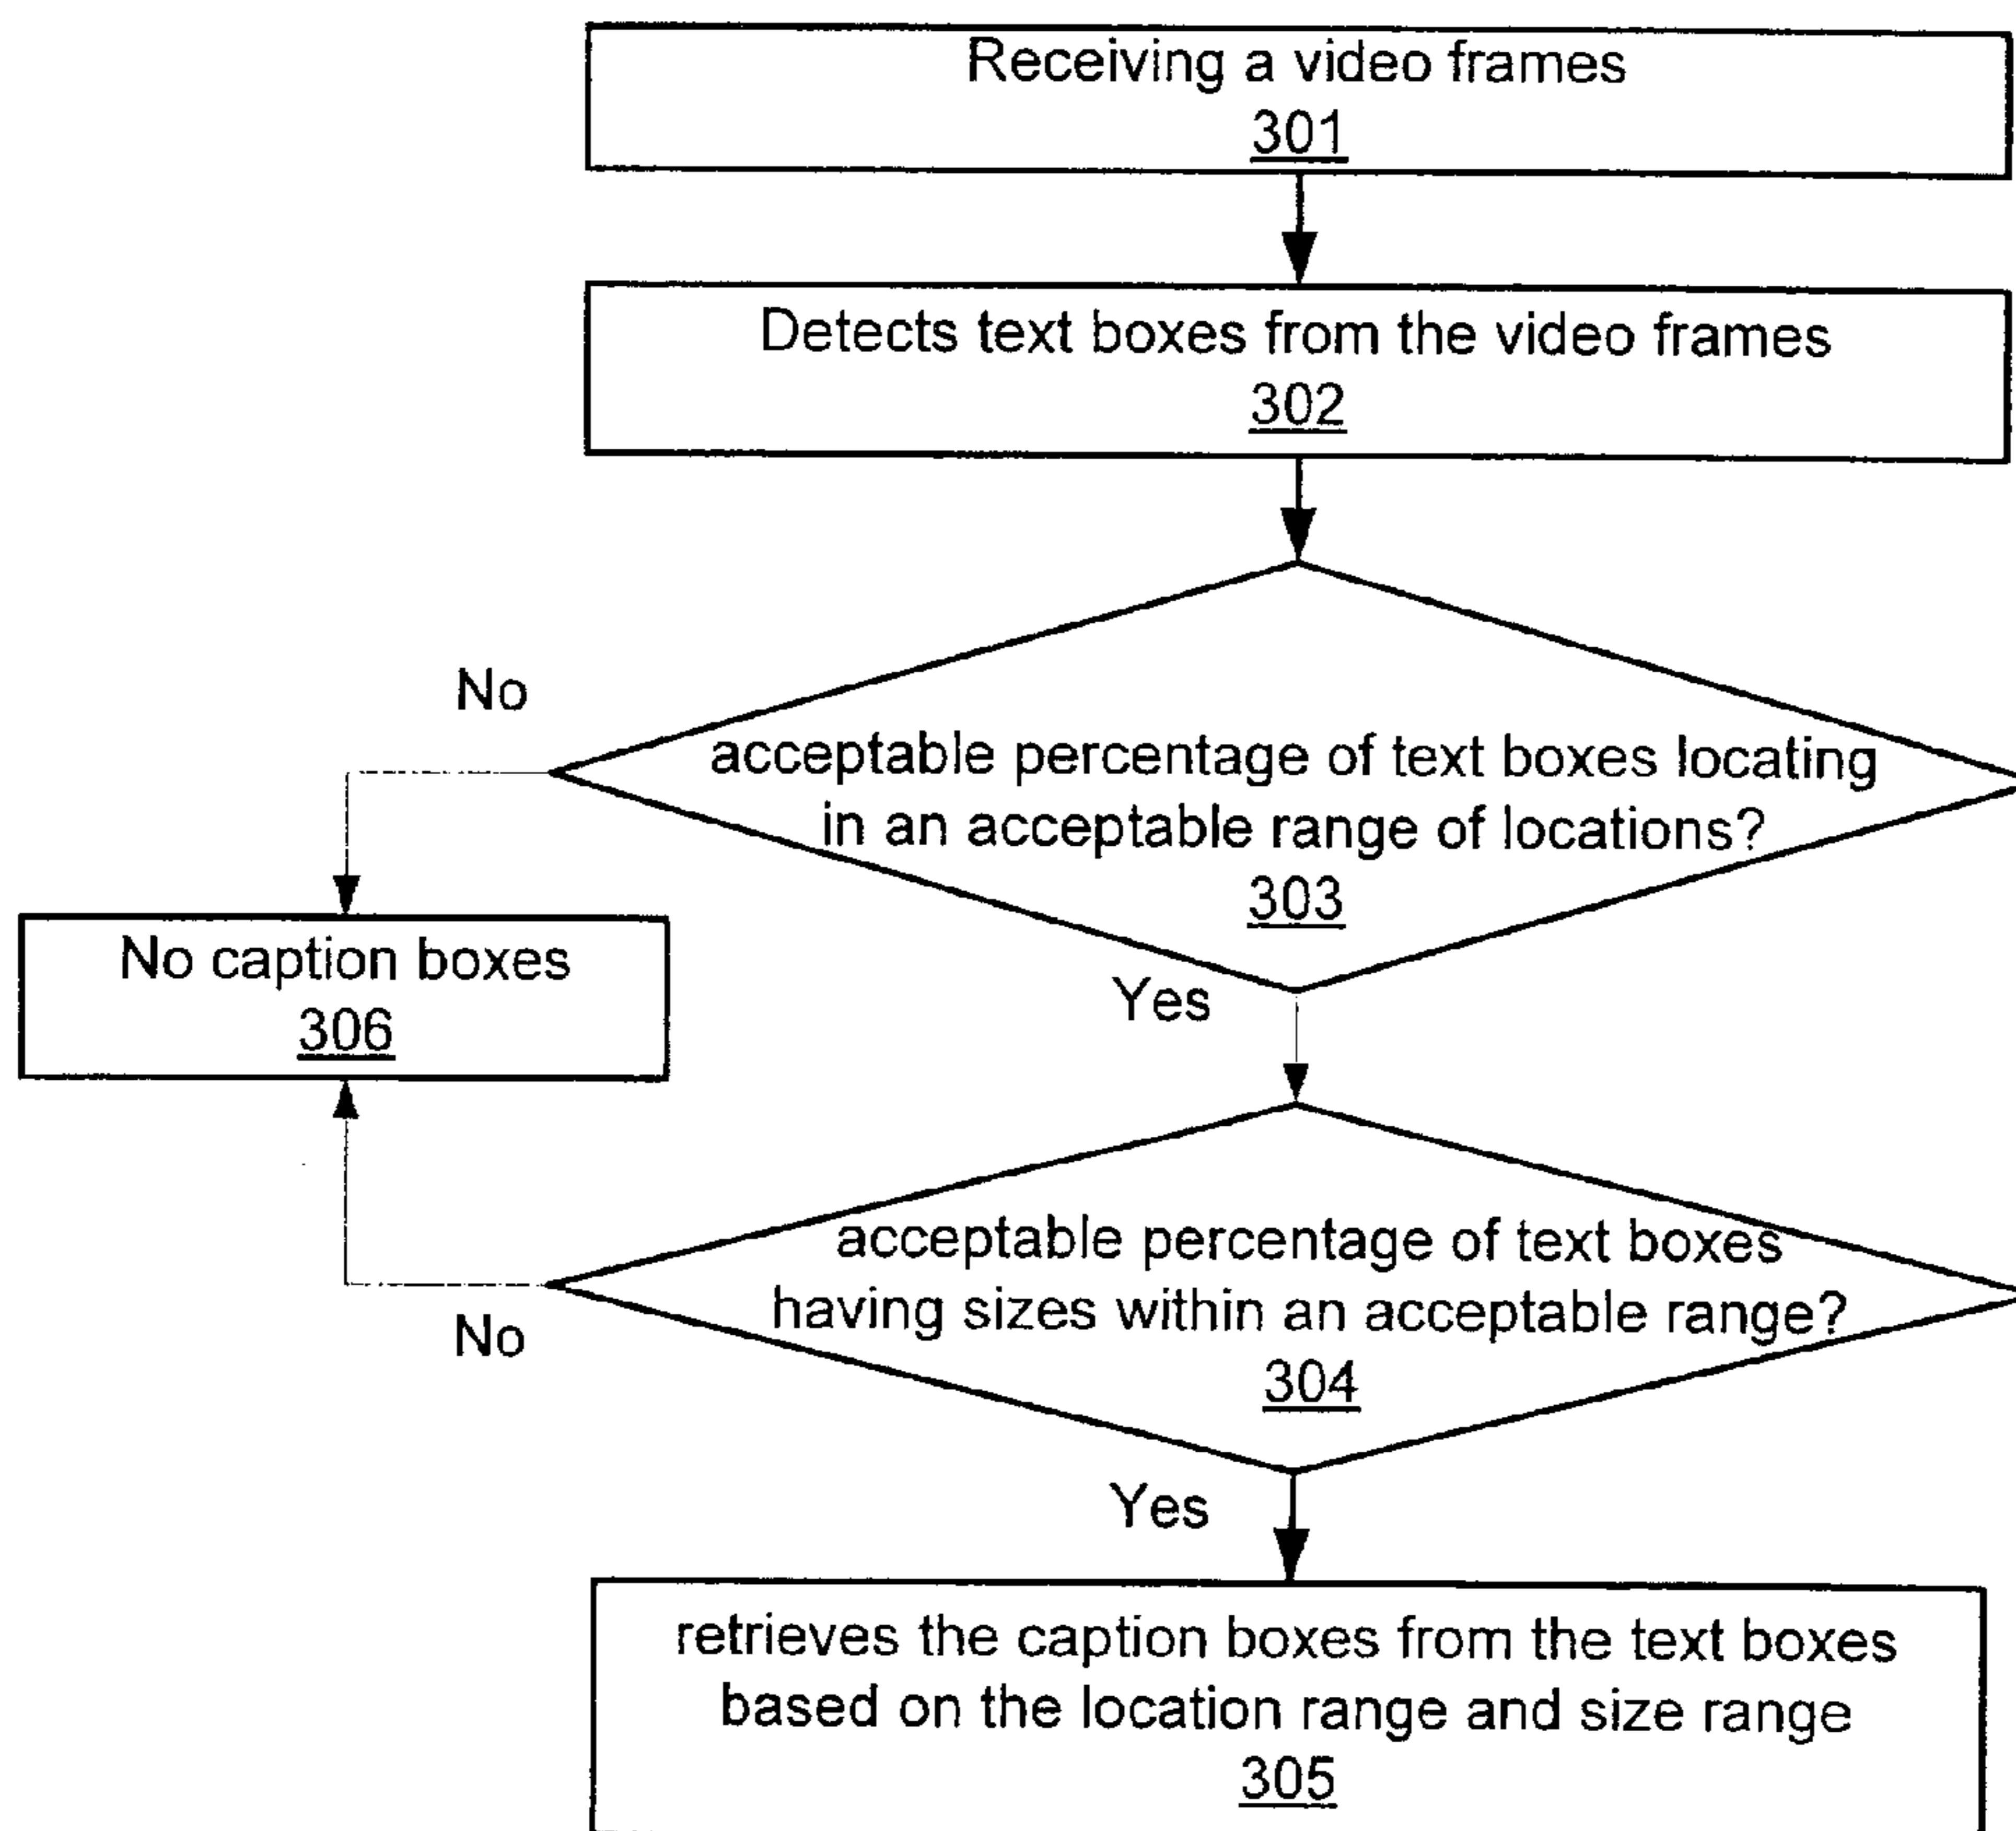 Receiving a video frames
301
Detects text boxes from the video frames
302
No
acceptable percentage of text boxes locating
in an acceptable range of locations?
303
No caption boxes
306
Yes
acceptable percentage of text boxes
having sizes within an acceptable range?
304
No
Yes
retrieves the caption boxes from the text boxes
based on the location range and size range
305